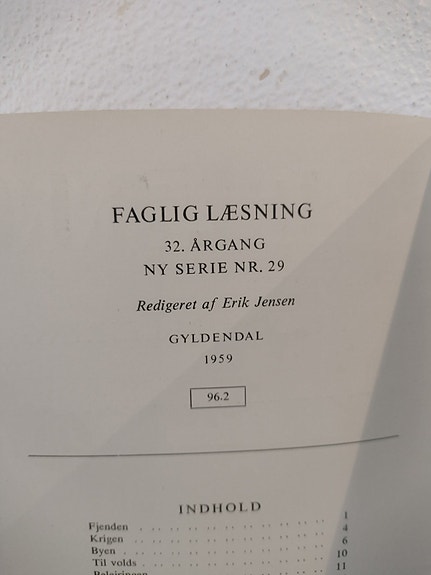 FAGLIG LÆSNING
32. ÅRGANG
NY SERIE NR. 29
Redigeret af Erik Jensen
GYLDENDAL
1959
96.2
INDHOLD
Fjenden . . . . . . . . . . . . . . . . . . . . 1
Krigen . . . . . . . . . . . . . . . . . . . . 4
Byen . . . . . . . . . . . . . . . . . . . . 6
Til volds . . . . . . . . . . . . . . . . . . . . 10
Belejringen . . . . . . . . . . . . . . . . . . . . 11